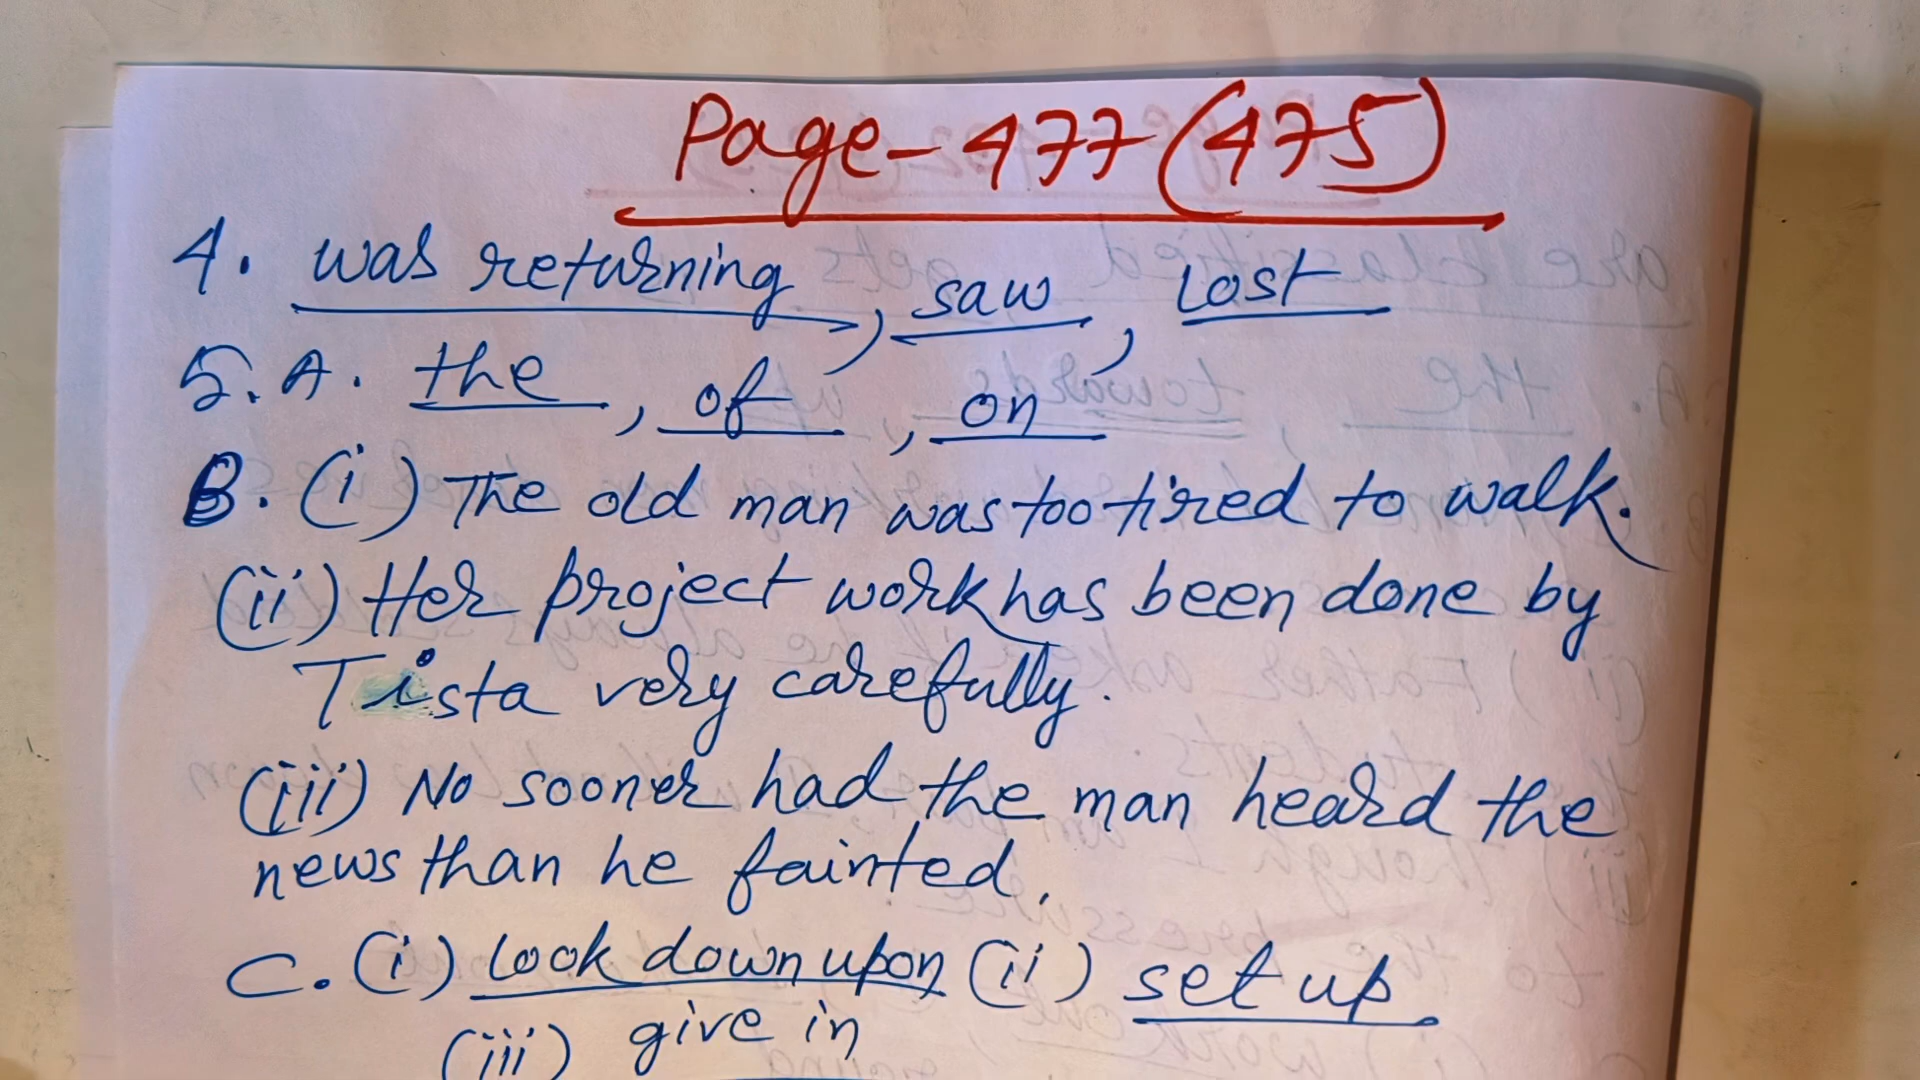 Page-477 (475)
4. was returning, saw, lost
5. A. the, of, on
B. (i) The old man was too tired to walk.
(ii) Her project work has been done by
Tista very carefully.
(iii) No sooner had the man heard the
news than he fainted.
C. (i) look down upon (ii) set up
(iii) give in